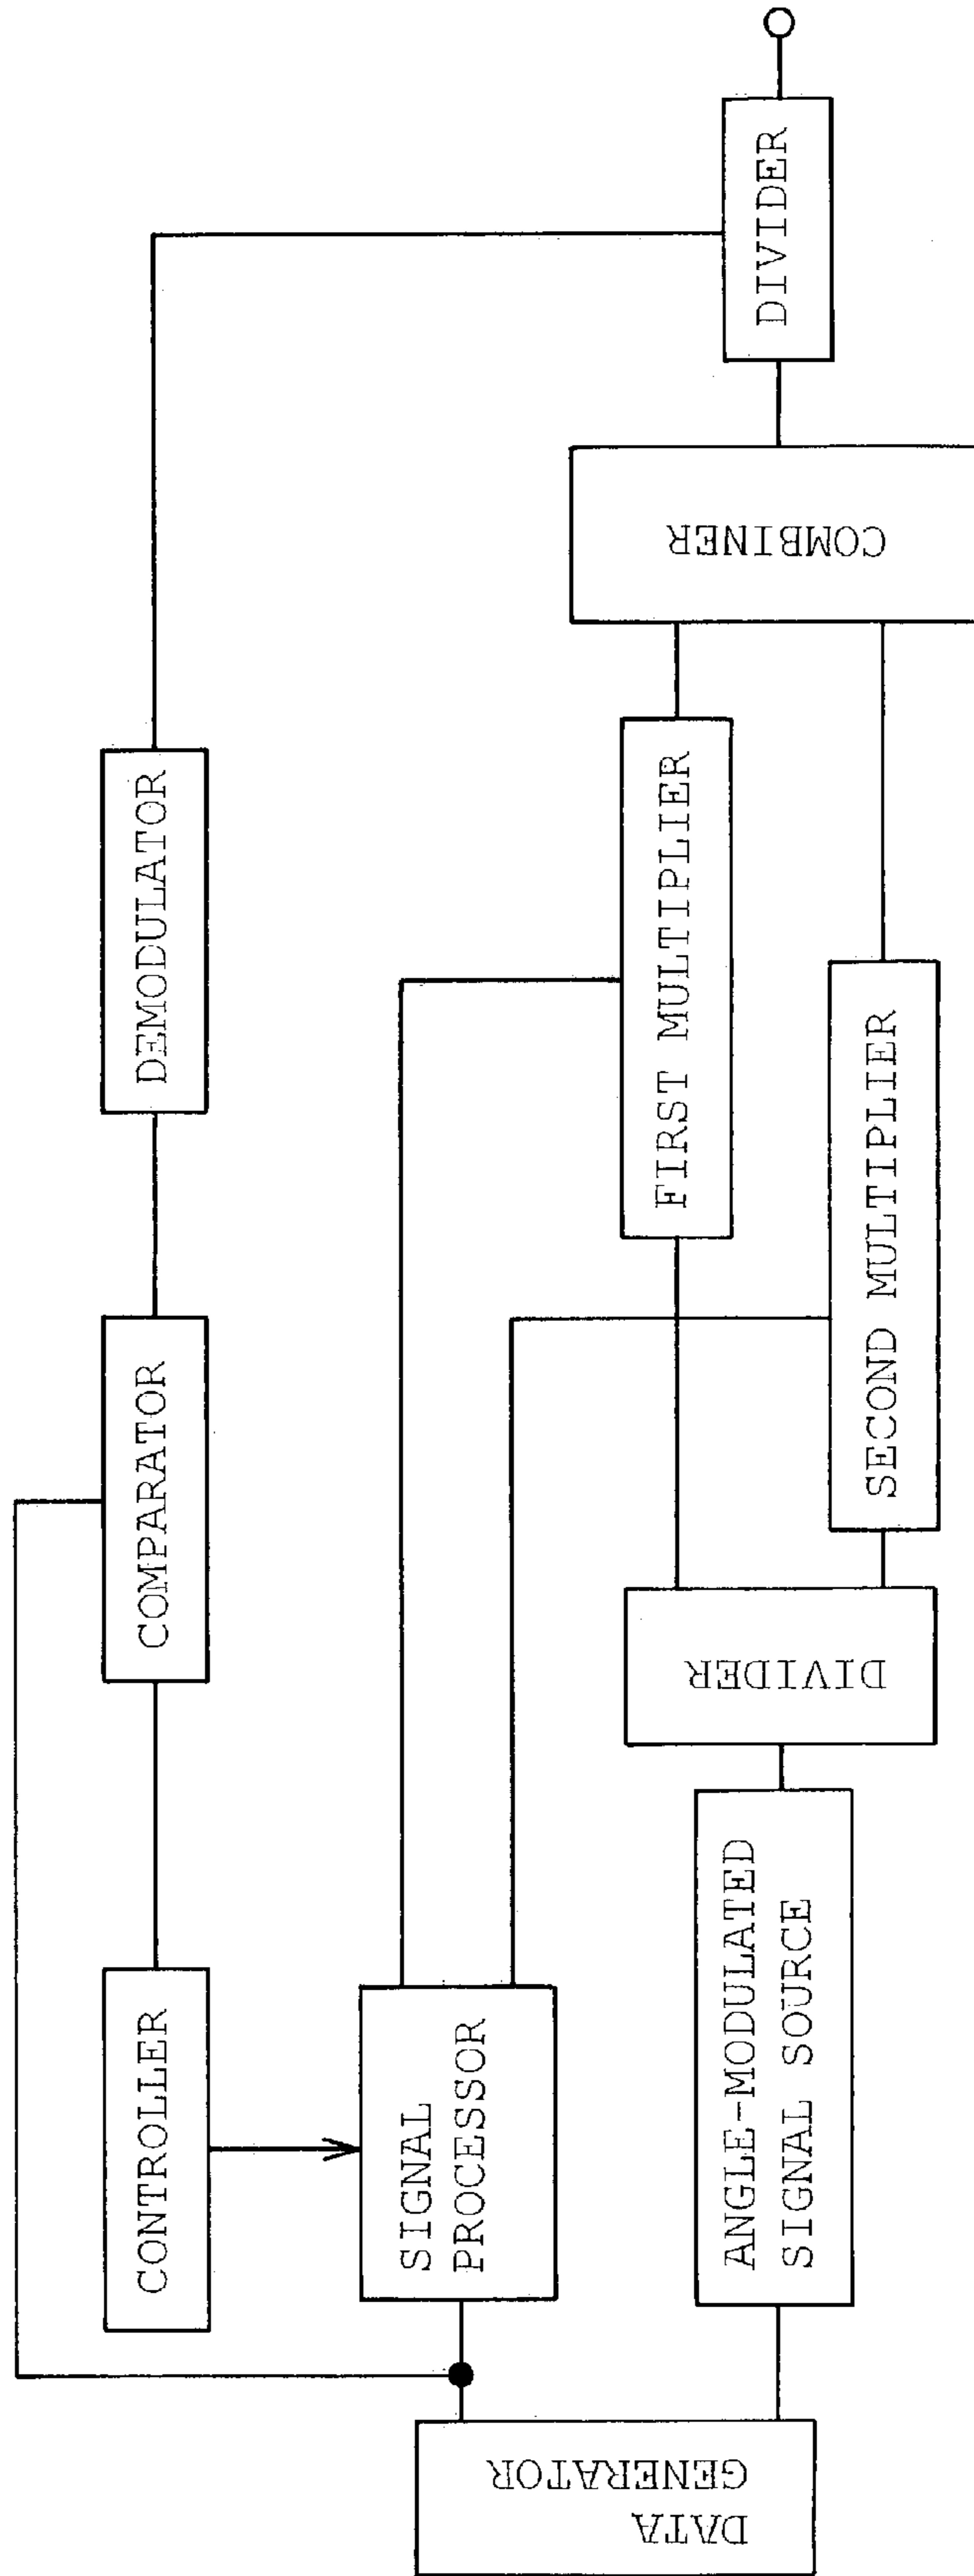 CONTROLLER
COMPARATOR
DEMODULATOR
SIGNAL
PROCESSOR
DATA
GENERATOR
ANGLE-MODULATED
SIGNAL SOURCE
DIVIDER
FIRST MULTIPLIER
SECOND MULTIPLIER
COMBINER
DIVIDER